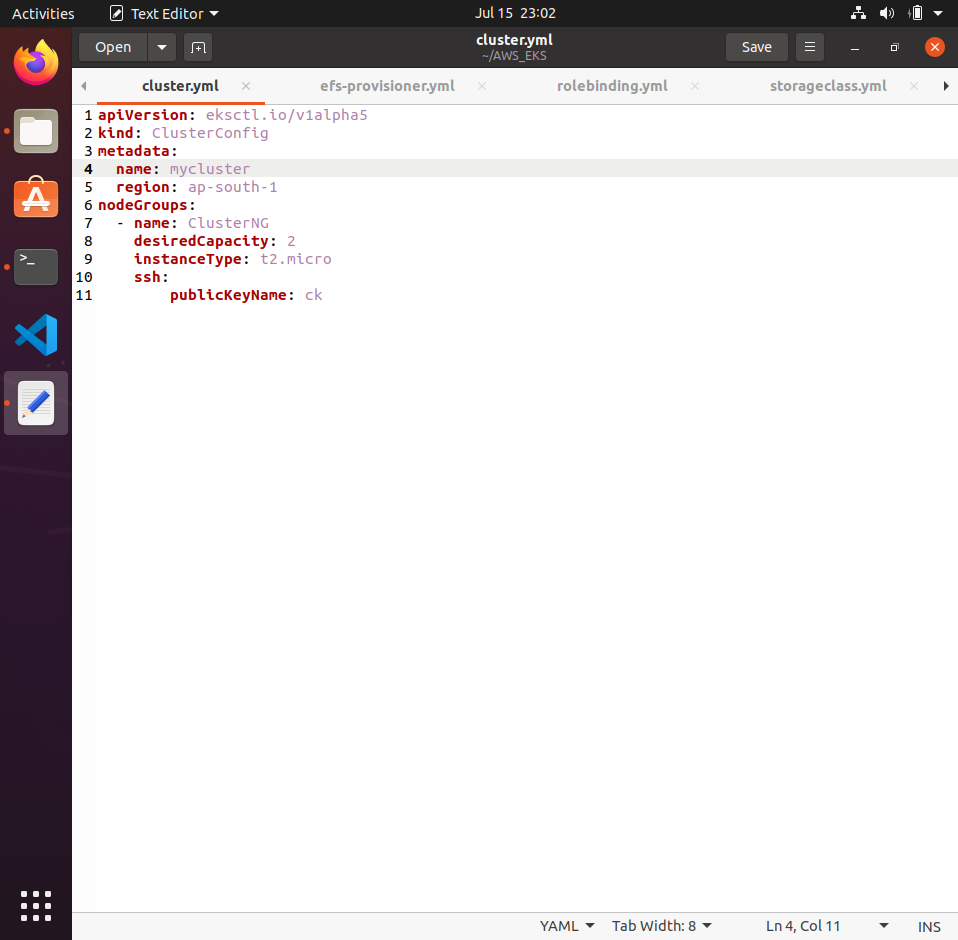 Activities Text Editor Jul 15 23:02
Open cluster.yml Save
~/AWS_EKS
cluster.yml efs-provisioner.yml rolebinding.yml storageclass.yml
1 apiVersion: eksctl.io/v1alpha5
2 kind: ClusterConfig
3 metadata:
4   name: mycluster
5   region: ap-south-1
6 nodeGroups:
7   - name: ClusterNG
8     desiredCapacity: 2
9     instanceType: t2.micro
10     ssh:
11         publicKeyName: ck
YAML Tab Width: 8 Ln 4, Col 11 INS